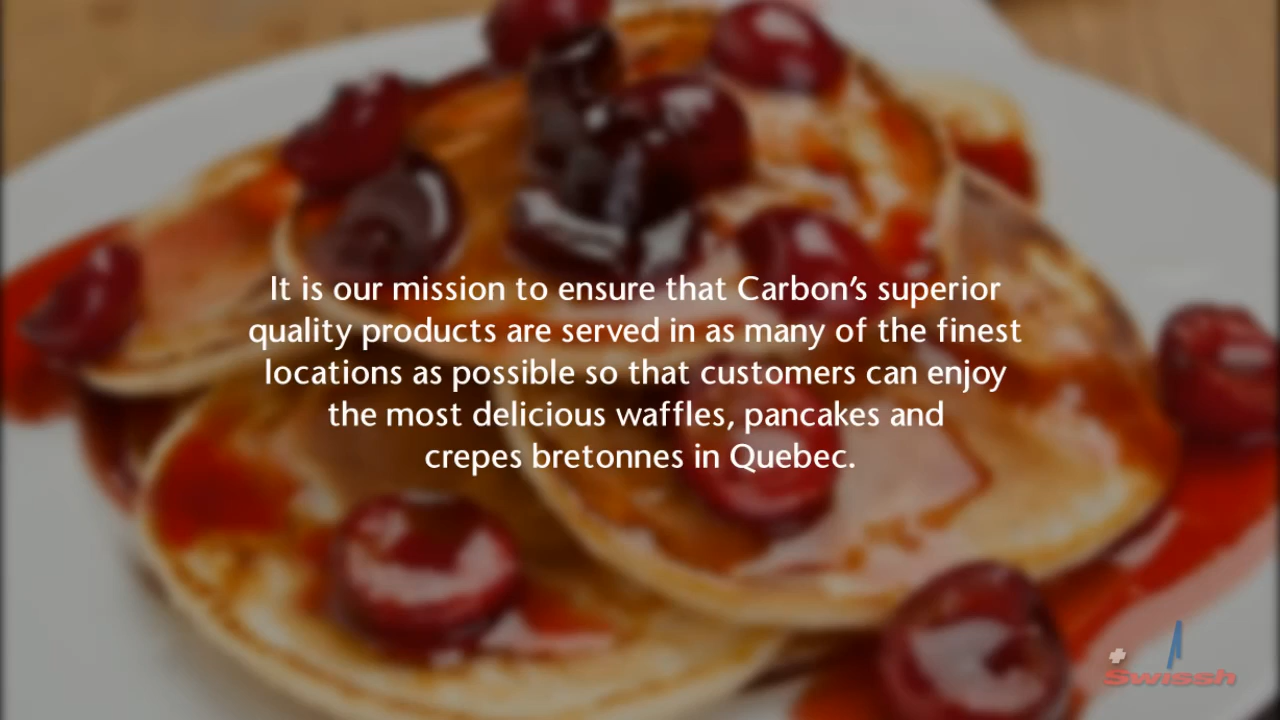 It is our mission to ensure that Carbon's superior
quality products are served in as many of the finest
locations as possible so that customers can enjoy
the most delicious waffles, pancakes and
crepes bretonnes in Quebec.
Swissh